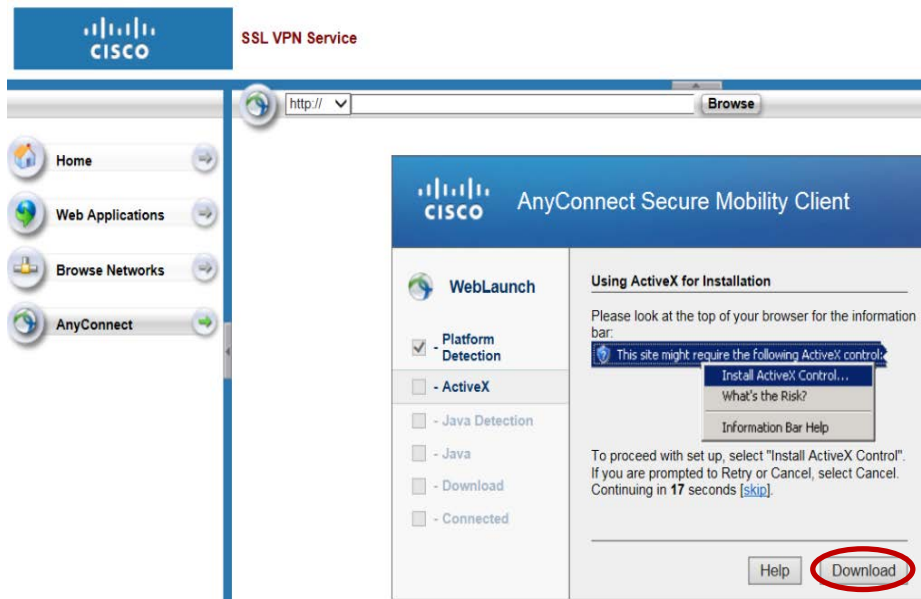 CISCO
SSL VPN Service
http://
Browse
Home
Web Applications
Browse Networks
AnyConnect
CISCO
AnyConnect Secure Mobility Client
WebLaunch
- Platform
Detection
- ActiveX
- Java Detection
- Java
- Download
- Connected
Using ActiveX for Installation
Please look at the top of your browser for the information
bar:
This site might require the following ActiveX control:
Install ActiveX Control...
What's the Risk?
Information Bar Help
To proceed with set up, select "Install ActiveX Control".
If you are prompted to Retry or Cancel, select Cancel.
Continuing in 17 seconds [skip].
Help
Download